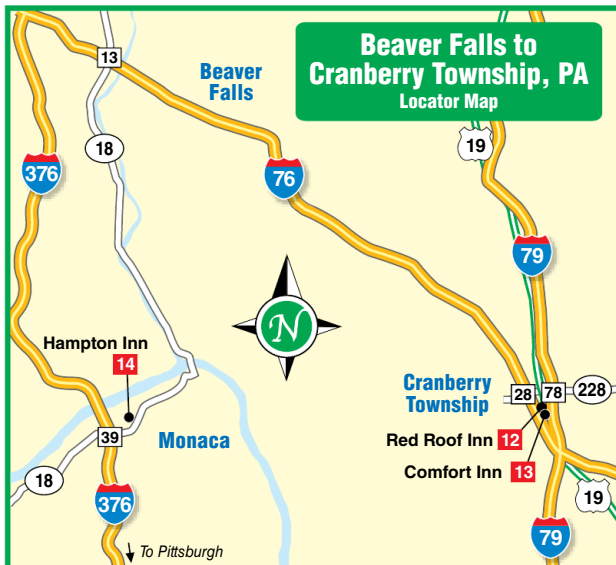 Beaver Falls to
Cranberry Township, PA
Locator Map
13
Beaver
Falls
18
19
376
76
79
N
Hampton Inn
14
Cranberry
Township
28
78
228
Red Roof Inn 12
39
Monaca
Comfort Inn 13
18
376
19
79
To Pittsburgh